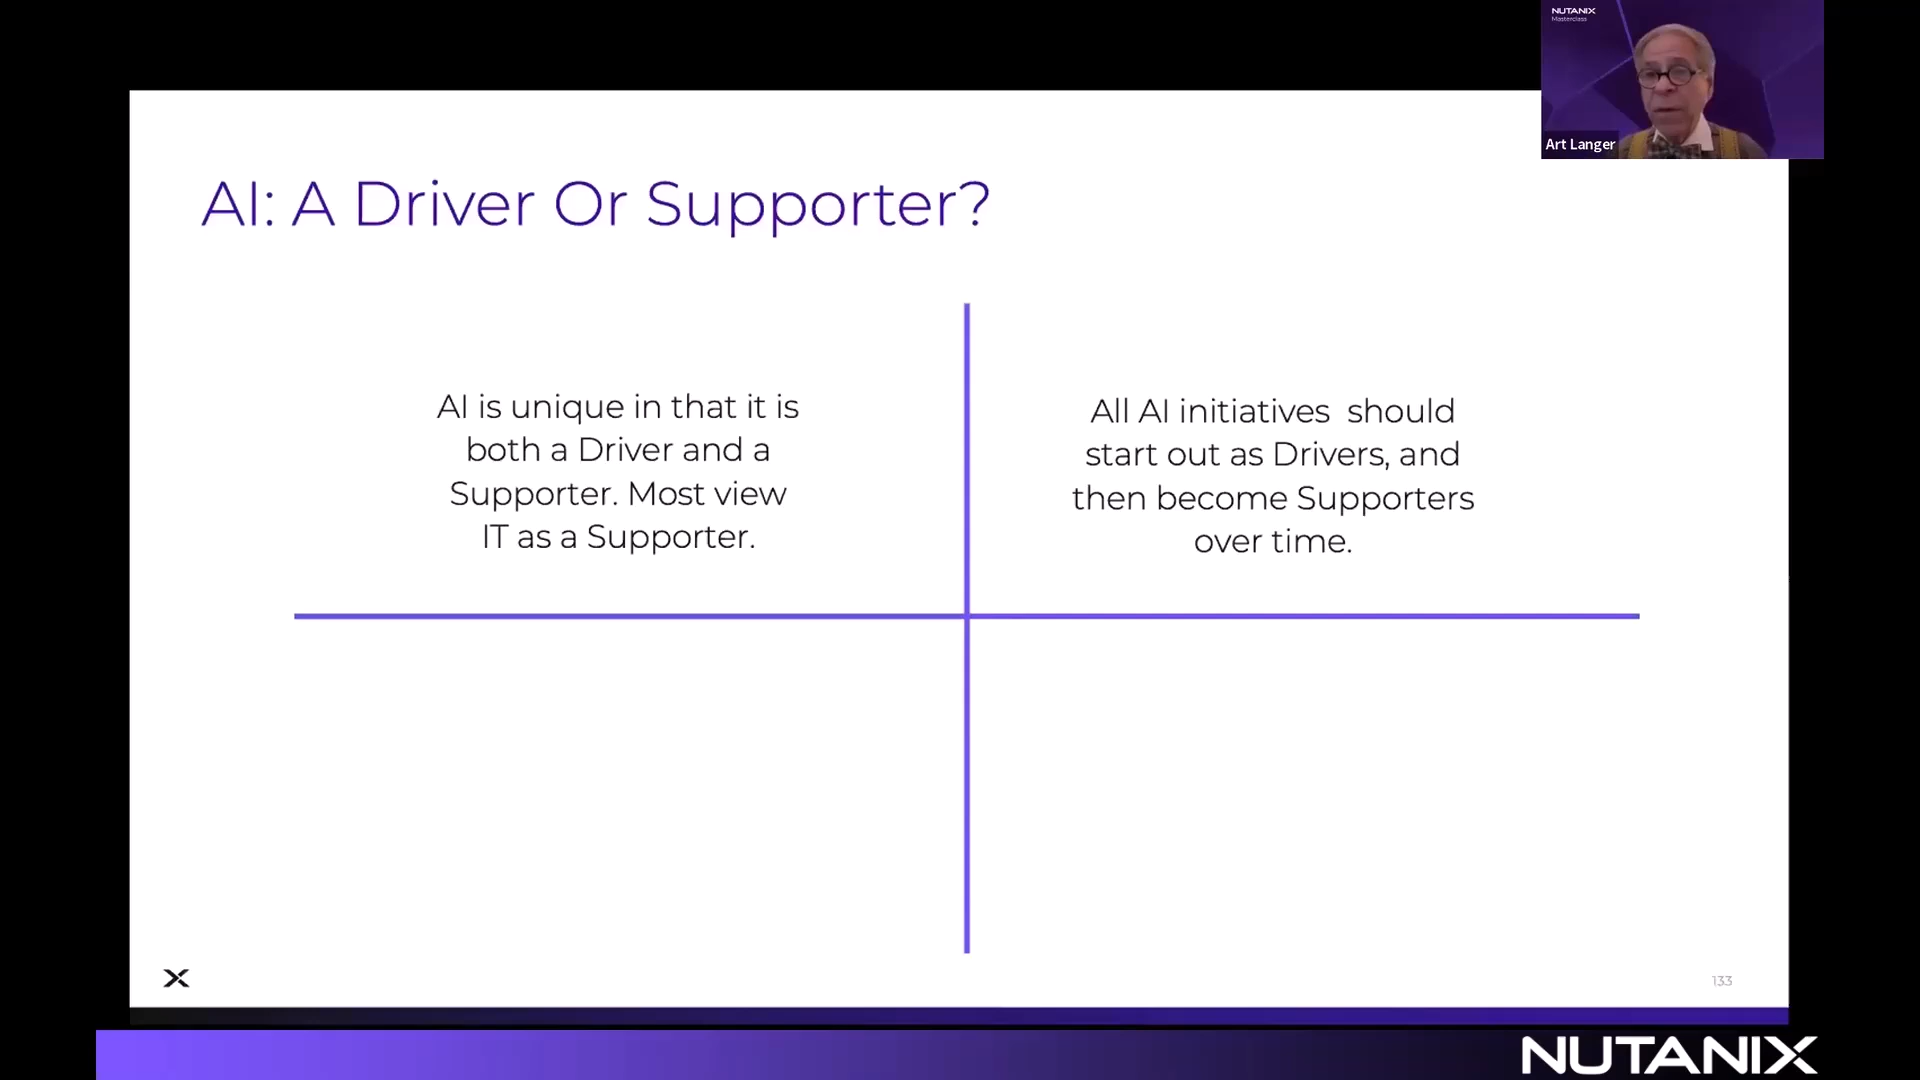 NUTANIX
Masterclass
Art Langer
AI: A Driver Or Supporter?
AI is unique in that it is
both a Driver and a
Supporter. Most view
IT as a Supporter.
All AI initiatives  should
start out as Drivers, and
then become Supporters
over time.
133
NUTANIX